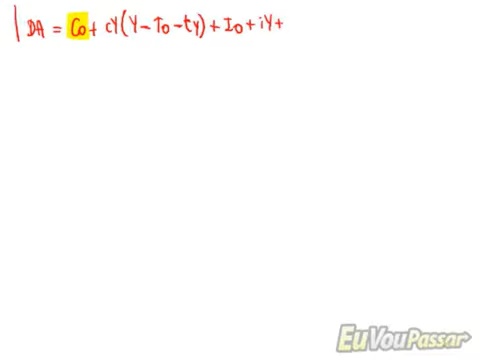 DA = Co + cY(Y - To - tY) + Io + iY +
EuVouPassar